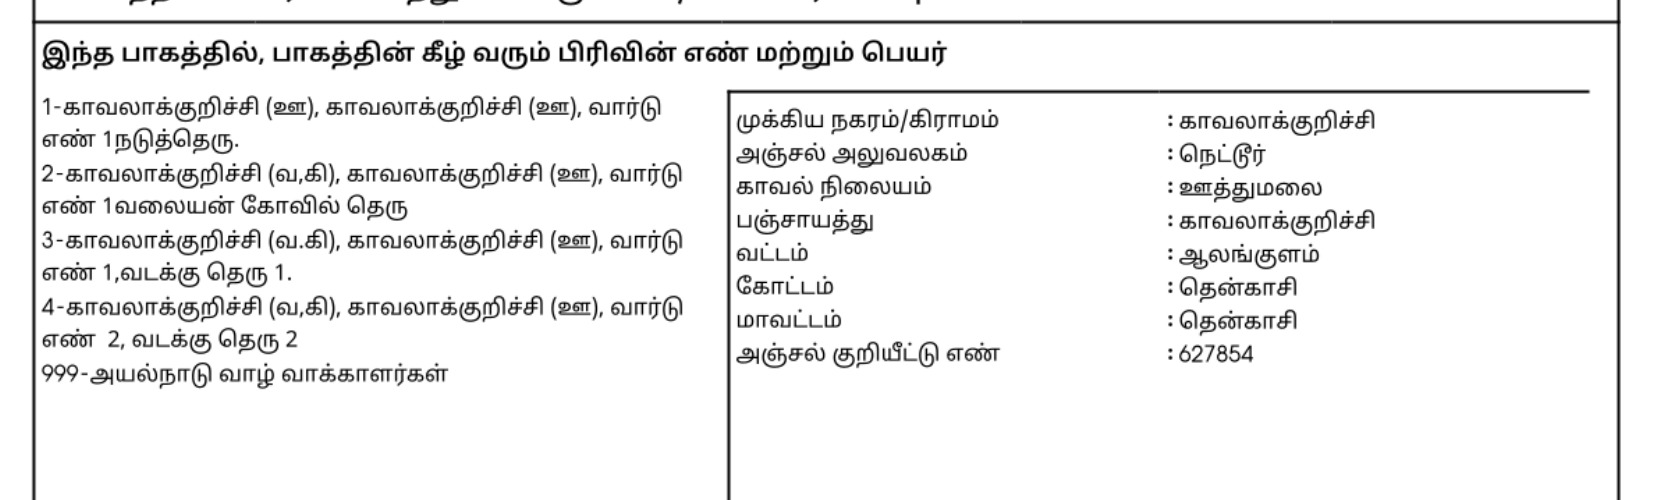 இந்த பாகத்தில், பாகத்தின் கீழ் வரும் பிரிவின் எண் மற்றும் பெயர்
1-காவலாக்குறிச்சி (ஊ), காவலாக்குறிச்சி (ஊ), வார்டு
எண் 1நடுத்தெரு.
2-காவலாக்குறிச்சி (வ,கி), காவலாக்குறிச்சி (ஊ), வார்டு
எண் 1வலையன் கோவில் தெரு
3-காவலாக்குறிச்சி (வ.கி), காவலாக்குறிச்சி (ஊ), வார்டு
எண் 1,வடக்கு தெரு 1.
4-காவலாக்குறிச்சி (வ,கி), காவலாக்குறிச்சி (ஊ), வார்டு
எண் 2, வடக்கு தெரு 2
999-அயல்நாடு வாழ் வாக்காளர்கள்
முக்கிய நகரம்/கிராமம் : காவலாக்குறிச்சி
அஞ்சல் அலுவலகம் : நெட்டூர்
காவல் நிலையம் : ஊத்துமலை
பஞ்சாயத்து : காவலாக்குறிச்சி
வட்டம் : ஆலங்குளம்
கோட்டம் : தென்காசி
மாவட்டம் : தென்காசி
அஞ்சல் குறியீட்டு எண் : 627854